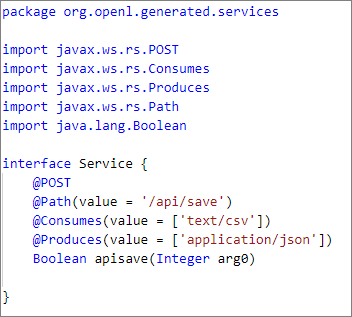 package org.openl.generated.services
import javax.ws.rs.POST
import javax.ws.rs.Consumes
import javax.ws.rs.Produces
import javax.ws.rs.Path
import java.lang.Boolean
interface Service {
    @POST
    @Path(value = '/api/save')
    @Consumes(value = ['text/csv'])
    @Produces(value = ['application/json'])
    Boolean apisave(Integer arg0)
}